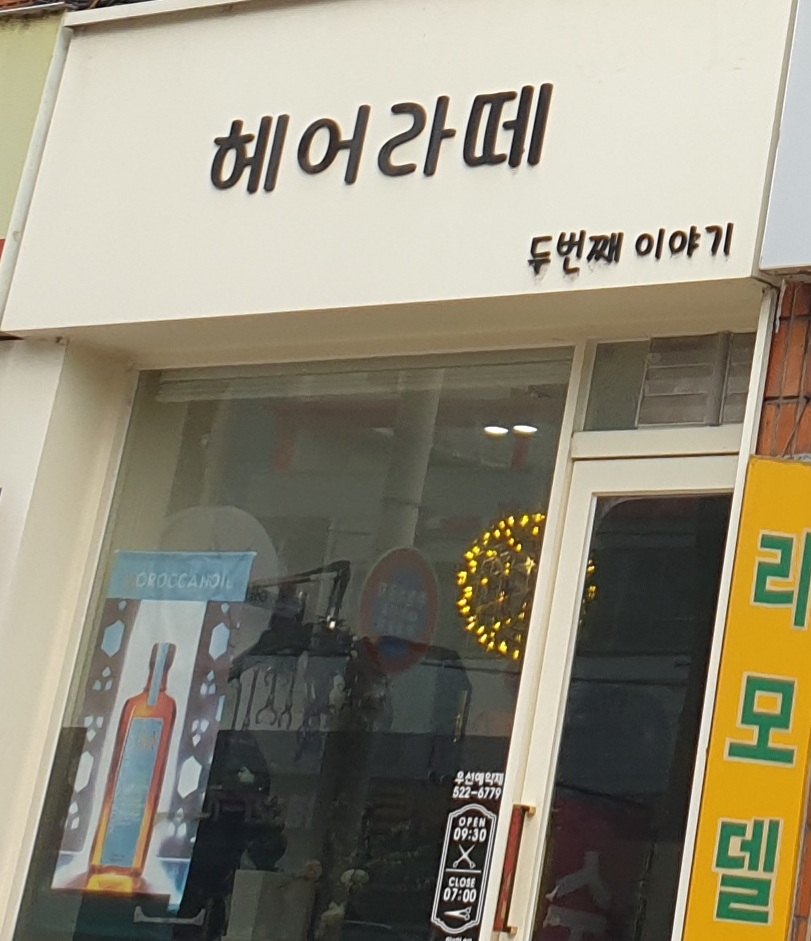 헤어라떼
두번째 이야기
OROCCANOIL
우선예약제
522-6779
OPEN
09:30
CLOSE
07:00
리
모
델